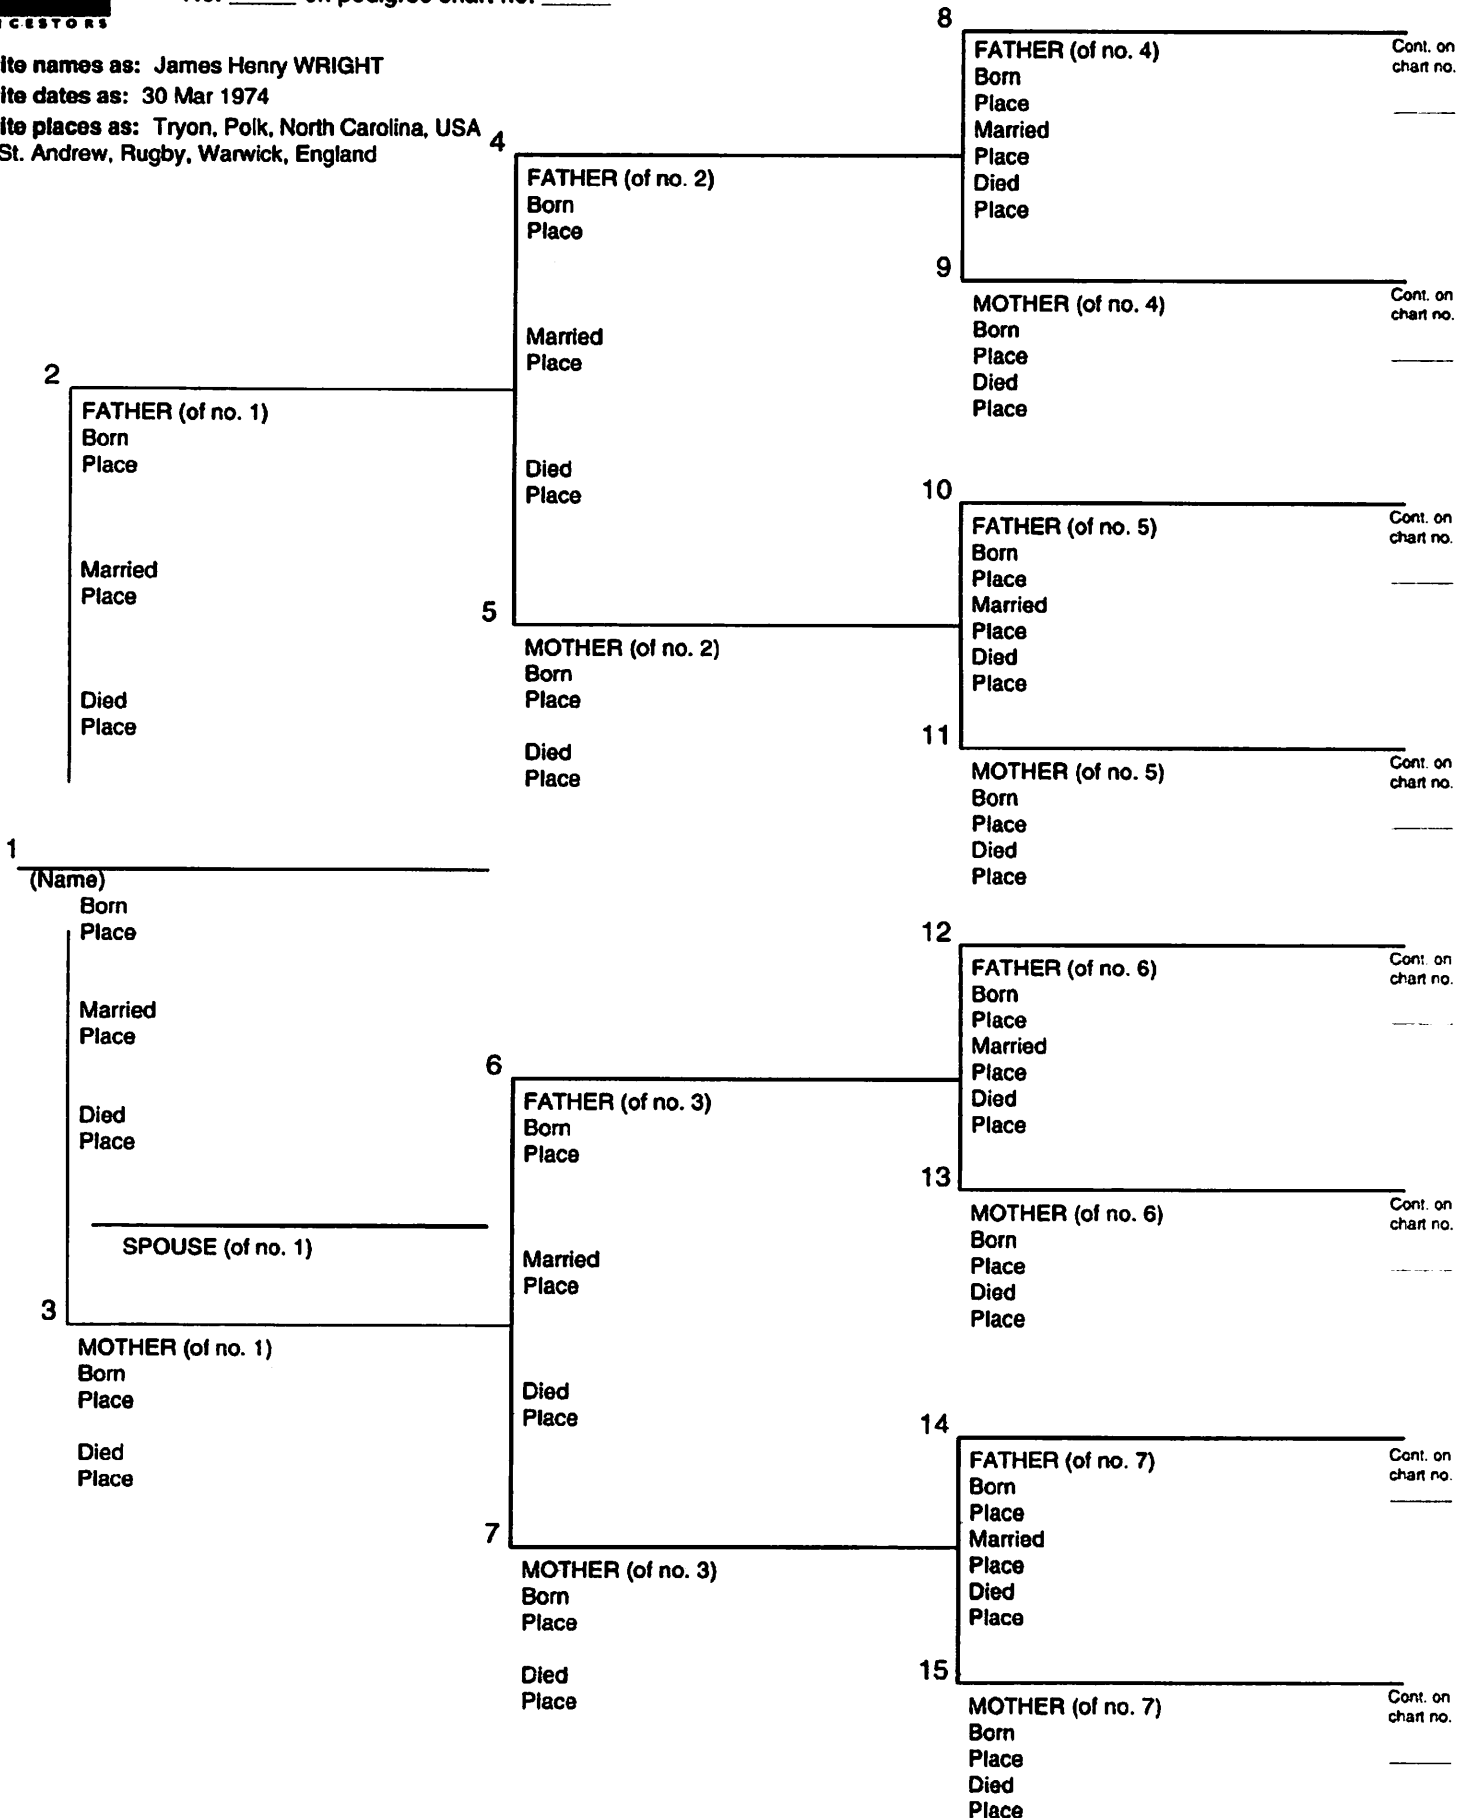 CESTORS
on pedigree chart no.
ite names as: James Henry WRIGHT
ite dates as: 30 Mar 1974
ite places as: Tryon, Polk, North Carolina, USA
St. Andrew, Rugby, Warwick, England
1
(Name)
Born
Place
Married
Place
Died
Place
SPOUSE (of no. 1)
2
FATHER (of no. 1)
Born
Place
Married
Place
Died
Place
3
MOTHER (of no. 1)
Born
Place
Died
Place
4
FATHER (of no. 2)
Born
Place
Married
Place
Died
Place
5
MOTHER (of no. 2)
Born
Place
Died
Place
6
FATHER (of no. 3)
Born
Place
Married
Place
Died
Place
7
MOTHER (of no. 3)
Born
Place
Died
Place
8
FATHER (of no. 4)
Born
Place
Married
Place
Died
Place
Cont. on
chart no.
9
MOTHER (of no. 4)
Born
Place
Died
Place
Cont. on
chart no.
10
FATHER (of no. 5)
Born
Place
Married
Place
Died
Place
Cont. on
chart no.
11
MOTHER (of no. 5)
Born
Place
Died
Place
Cont. on
chart no.
12
FATHER (of no. 6)
Born
Place
Married
Place
Died
Place
Cont. on
chart no.
13
MOTHER (of no. 6)
Born
Place
Died
Place
Cont. on
chart no.
14
FATHER (of no. 7)
Born
Place
Married
Place
Died
Place
Cont. on
chart no.
15
MOTHER (of no. 7)
Born
Place
Died
Place
Cont. on
chart no.